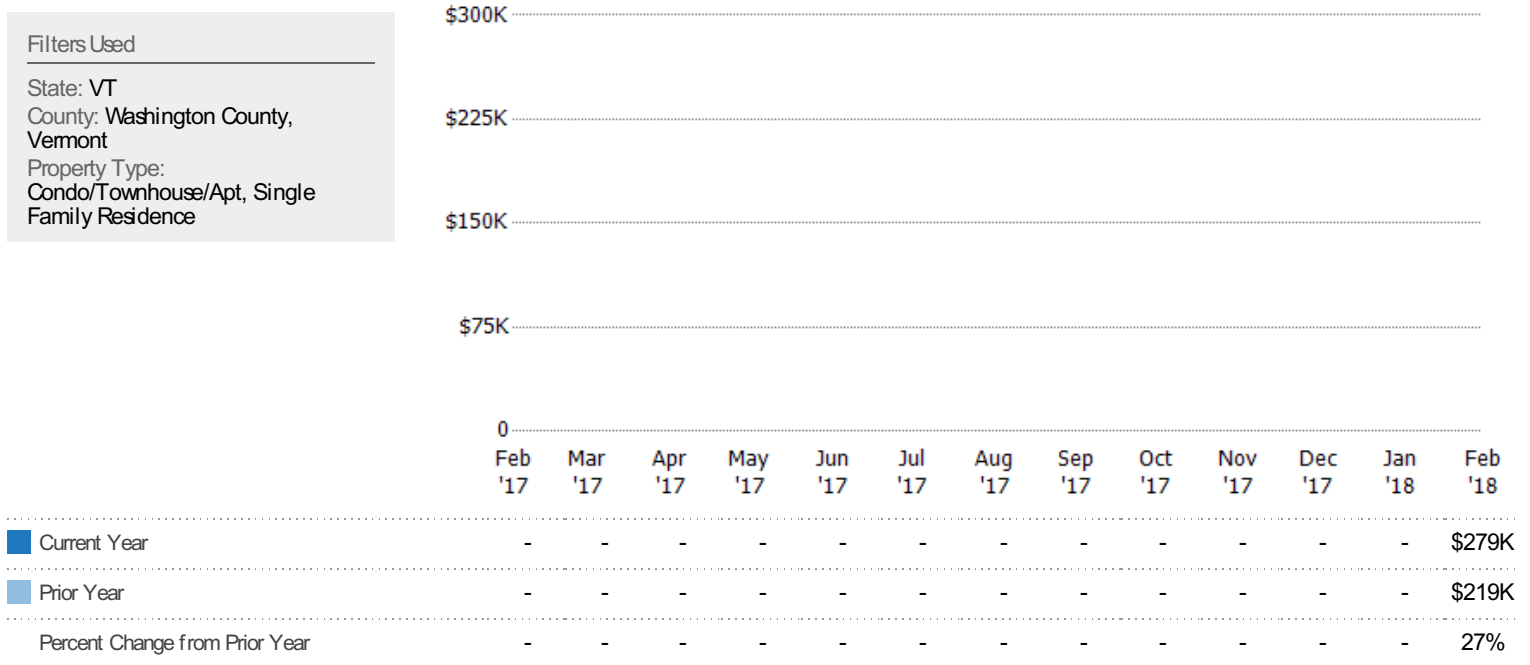 Filters Used
State: VT
County: Washington County,
Vermont
Property Type:
Condo/Townhouse/Apt, Single
Family Residence
$300K
$225K
$150K
$75K
0
Feb Mar Apr May Jun Jul Aug Sep Oct Nov Dec Jan Feb
'17 '17 '17 '17 '17 '17 '17 '17 '17 '17 '17 '18 '18
Current Year - - - - - - - - - - - - $279K
Prior Year - - - - - - - - - - - - $219K
Percent Change from Prior Year - - - - - - - - - - - - 27%